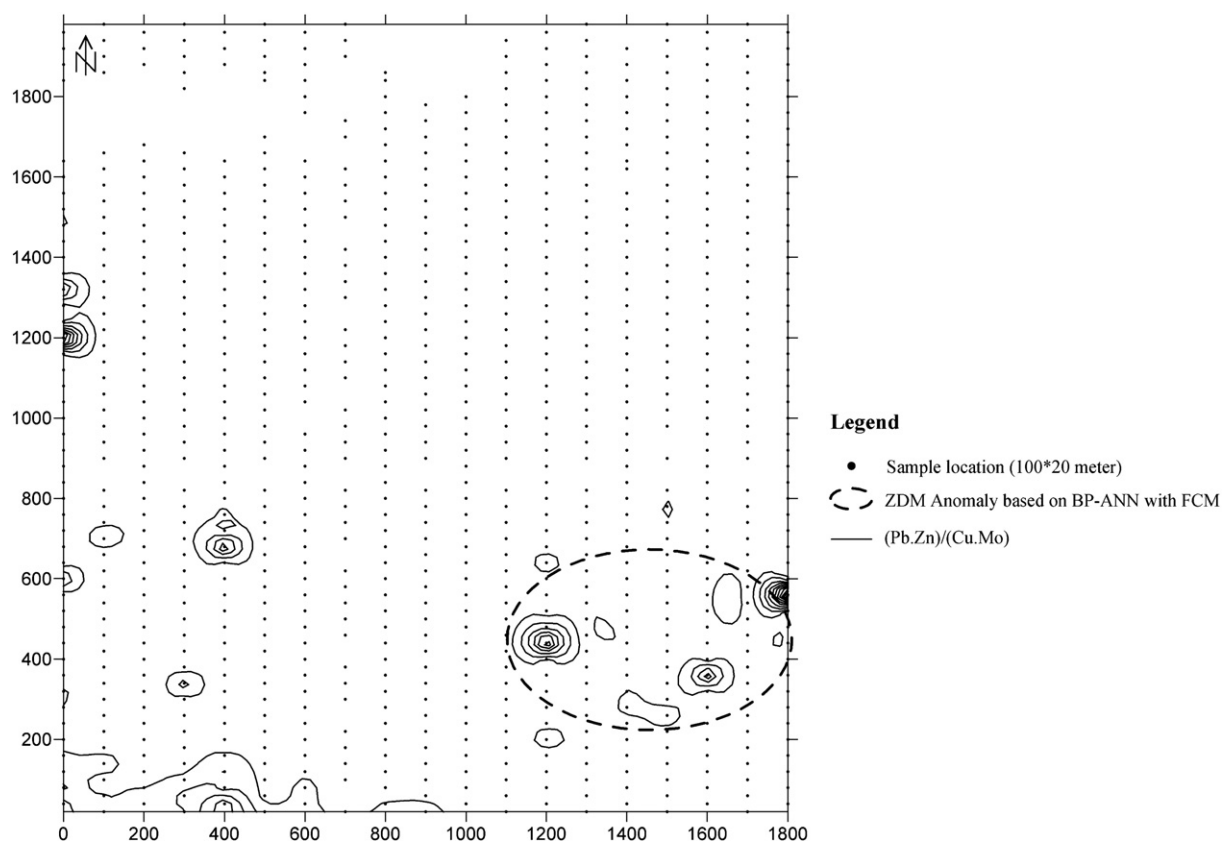 N
1800
1600
1400
1200
1000
800
600
400
200
0 200 400 600 800 1000 1200 1400 1600 1800
Legend
Sample location (100*20 meter)
ZDM Anomaly based on BP-ANN with FCM
(Pb.Zn)/(Cu.Mo)